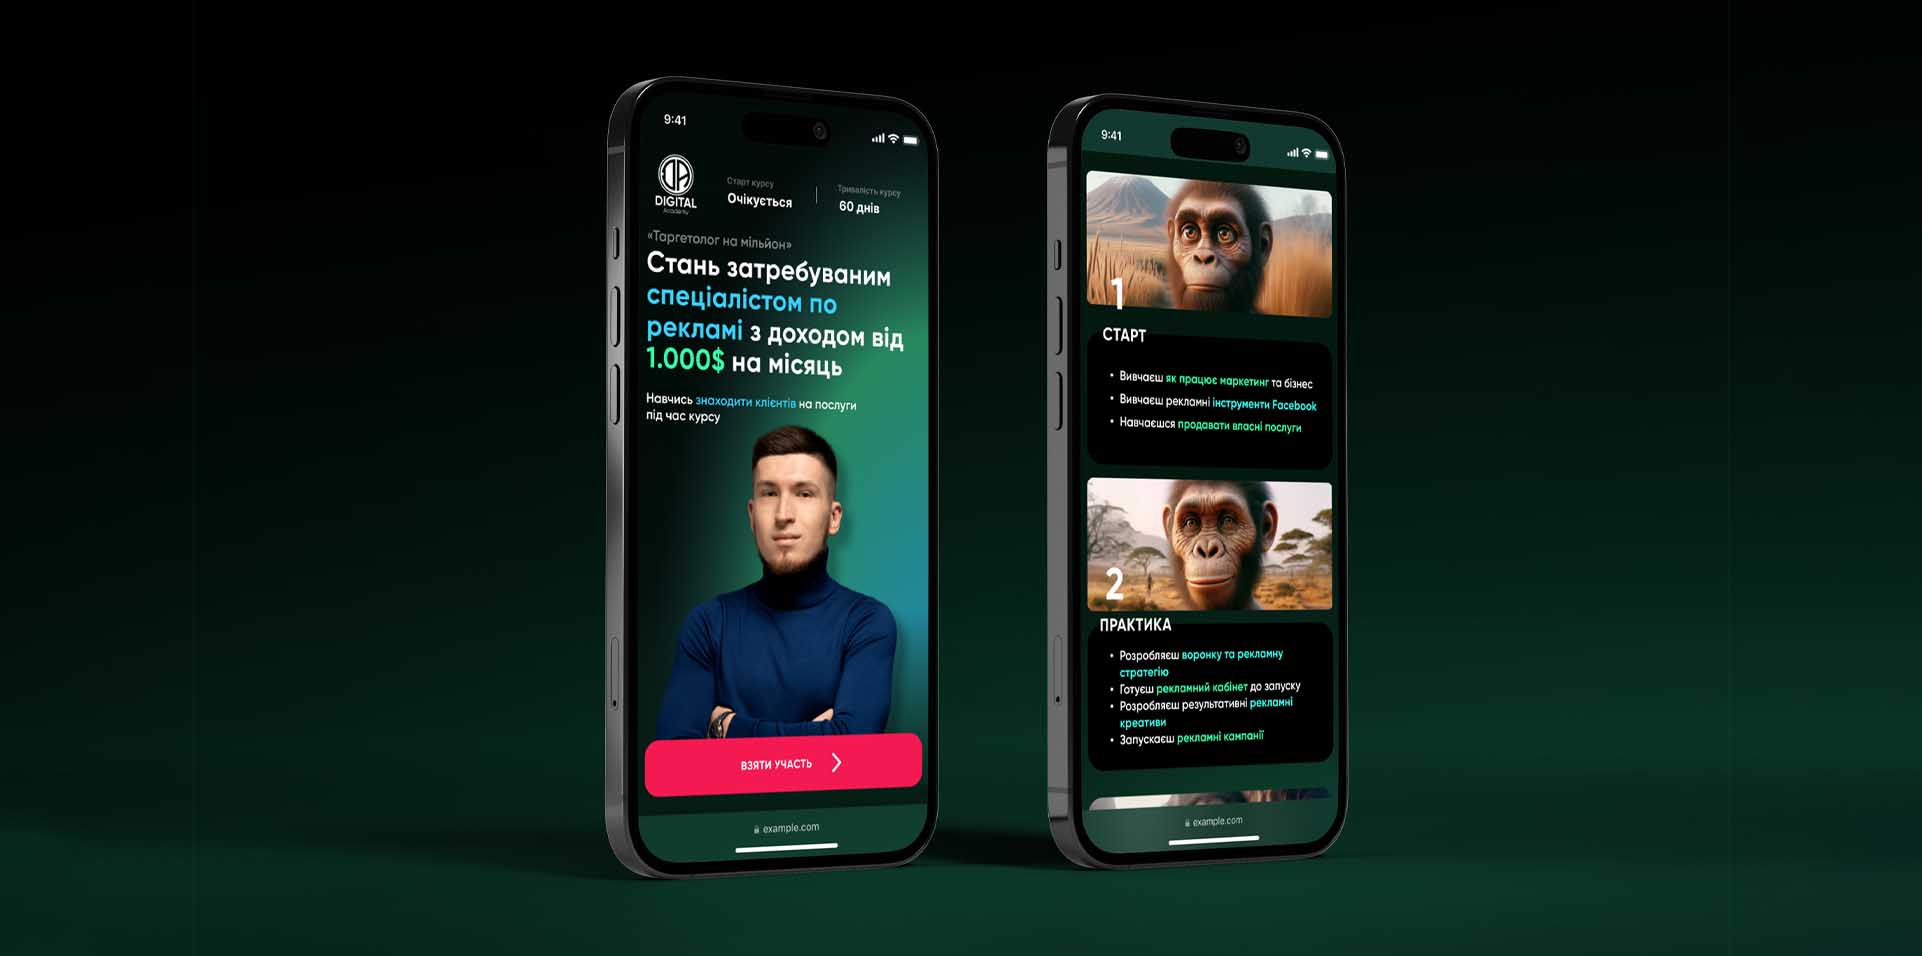 9:41
DIGITAL
Academy
Старт курсу
Очікується
Тривалість курсу
60 днів
«Таргетолог на мільйон»
Стань затребуваним
спеціалістом по
рекламі з доходом від
1.000$ на місяць
Навчись знаходити клієнтів на послуги
під час курсу
ВЗЯТИ УЧАСТЬ
example.com
9:41
1
СТАРТ
• Вивчаєш як працює маркетинг та бізнес
• Вивчаєш рекламні інструменти Facebook
• Навчаєшся продавати власні послуги
2
ПРАКТИКА
• Розробляєш воронку та рекламну
стратегію
• Готуєш рекламний кабінет до запуску
• Розробляєш результативні рекламні
креативи
• Запускаєш рекламні кампанії
example.com